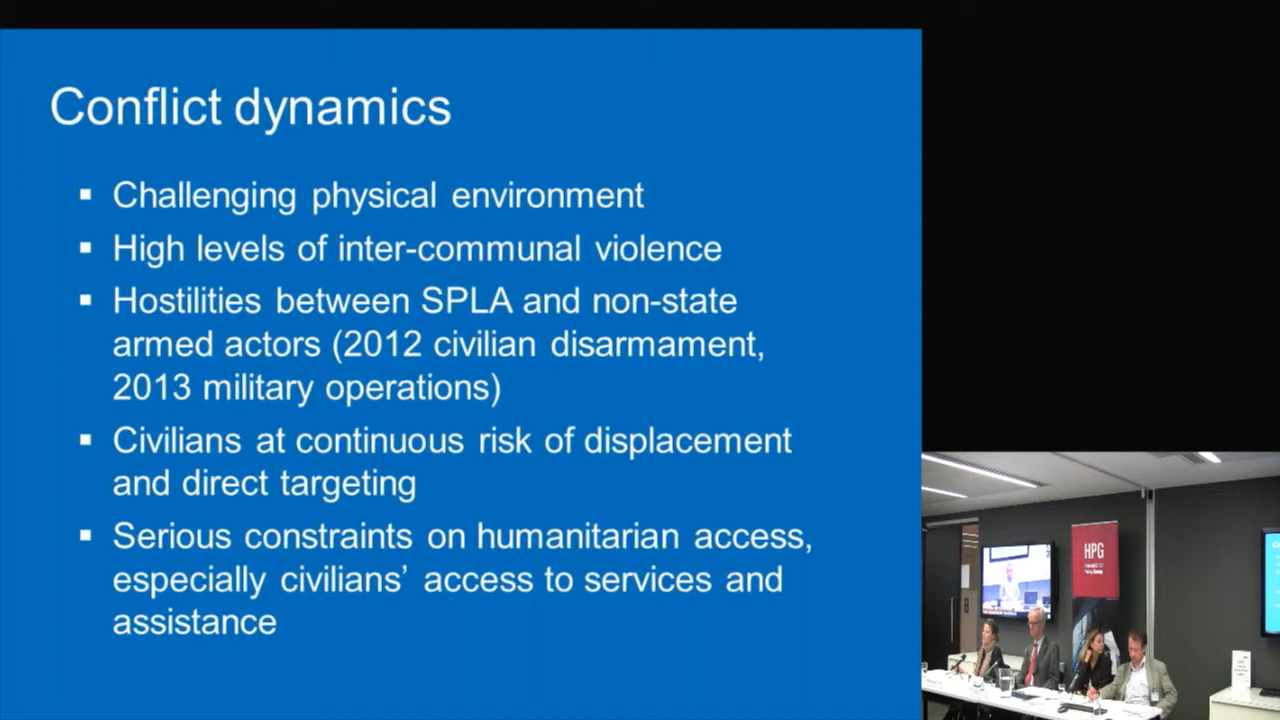 Conflict dynamics
▪ Challenging physical environment
▪ High levels of inter-communal violence
▪ Hostilities between SPLA and non-state
armed actors (2012 civilian disarmament,
2013 military operations)
▪ Civilians at continuous risk of displacement
and direct targeting
▪ Serious constraints on humanitarian access,
especially civilians’ access to services and
assistance
HPG